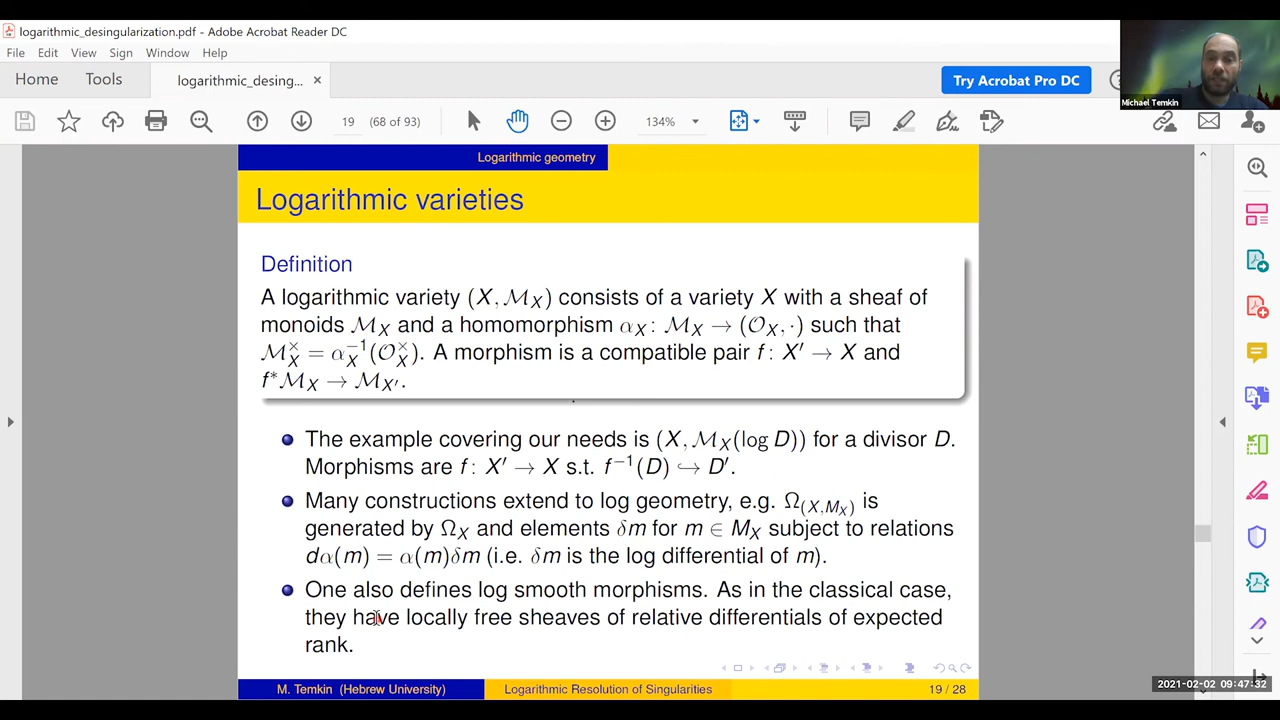 logarithmic_desingularization.pdf - Adobe Acrobat Reader DC
File Edit View Sign Window Help
Home Tools logarithmic_desing... ×
Try Acrobat Pro DC
19 (68 of 93) 134%
Michael Temkin
Logarithmic geometry
Logarithmic varieties
Definition
A logarithmic variety (X, ℳ_X) consists of a variety X with a sheaf of
monoids ℳ_X and a homomorphism α_X : ℳ_X → (𝒪_X, ·) such that
ℳ_X^× = α_X^{-1}(𝒪_X^×). A morphism is a compatible pair f : X′ → X and
f*ℳ_X → ℳ_{X′}.
The example covering our needs is (X, ℳ_X(log D)) for a divisor D.
Morphisms are f : X′ → X s.t. f^{-1}(D) ↪ D′.
Many constructions extend to log geometry, e.g. Ω_{(X,M_X)} is
generated by Ω_X and elements δm for m ∈ M_X subject to relations
dα(m) = α(m)δm (i.e. δm is the log differential of m).
One also defines log smooth morphisms. As in the classical case,
they have locally free sheaves of relative differentials of expected
rank.
M. Temkin (Hebrew University) Logarithmic Resolution of Singularities 19 / 28
2021-02-02 09:47:32